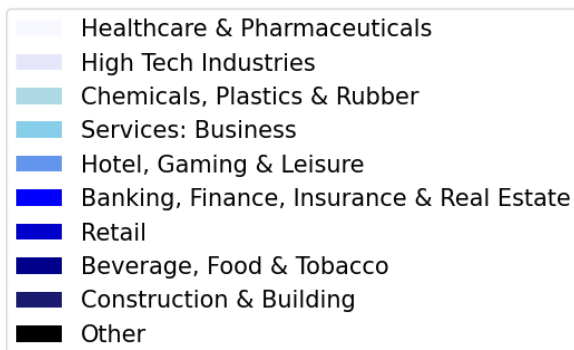 Healthcare & Pharmaceuticals
High Tech Industries
Chemicals, Plastics & Rubber
Services: Business
Hotel, Gaming & Leisure
Banking, Finance, Insurance & Real Estate
Retail
Beverage, Food & Tobacco
Construction & Building
Other